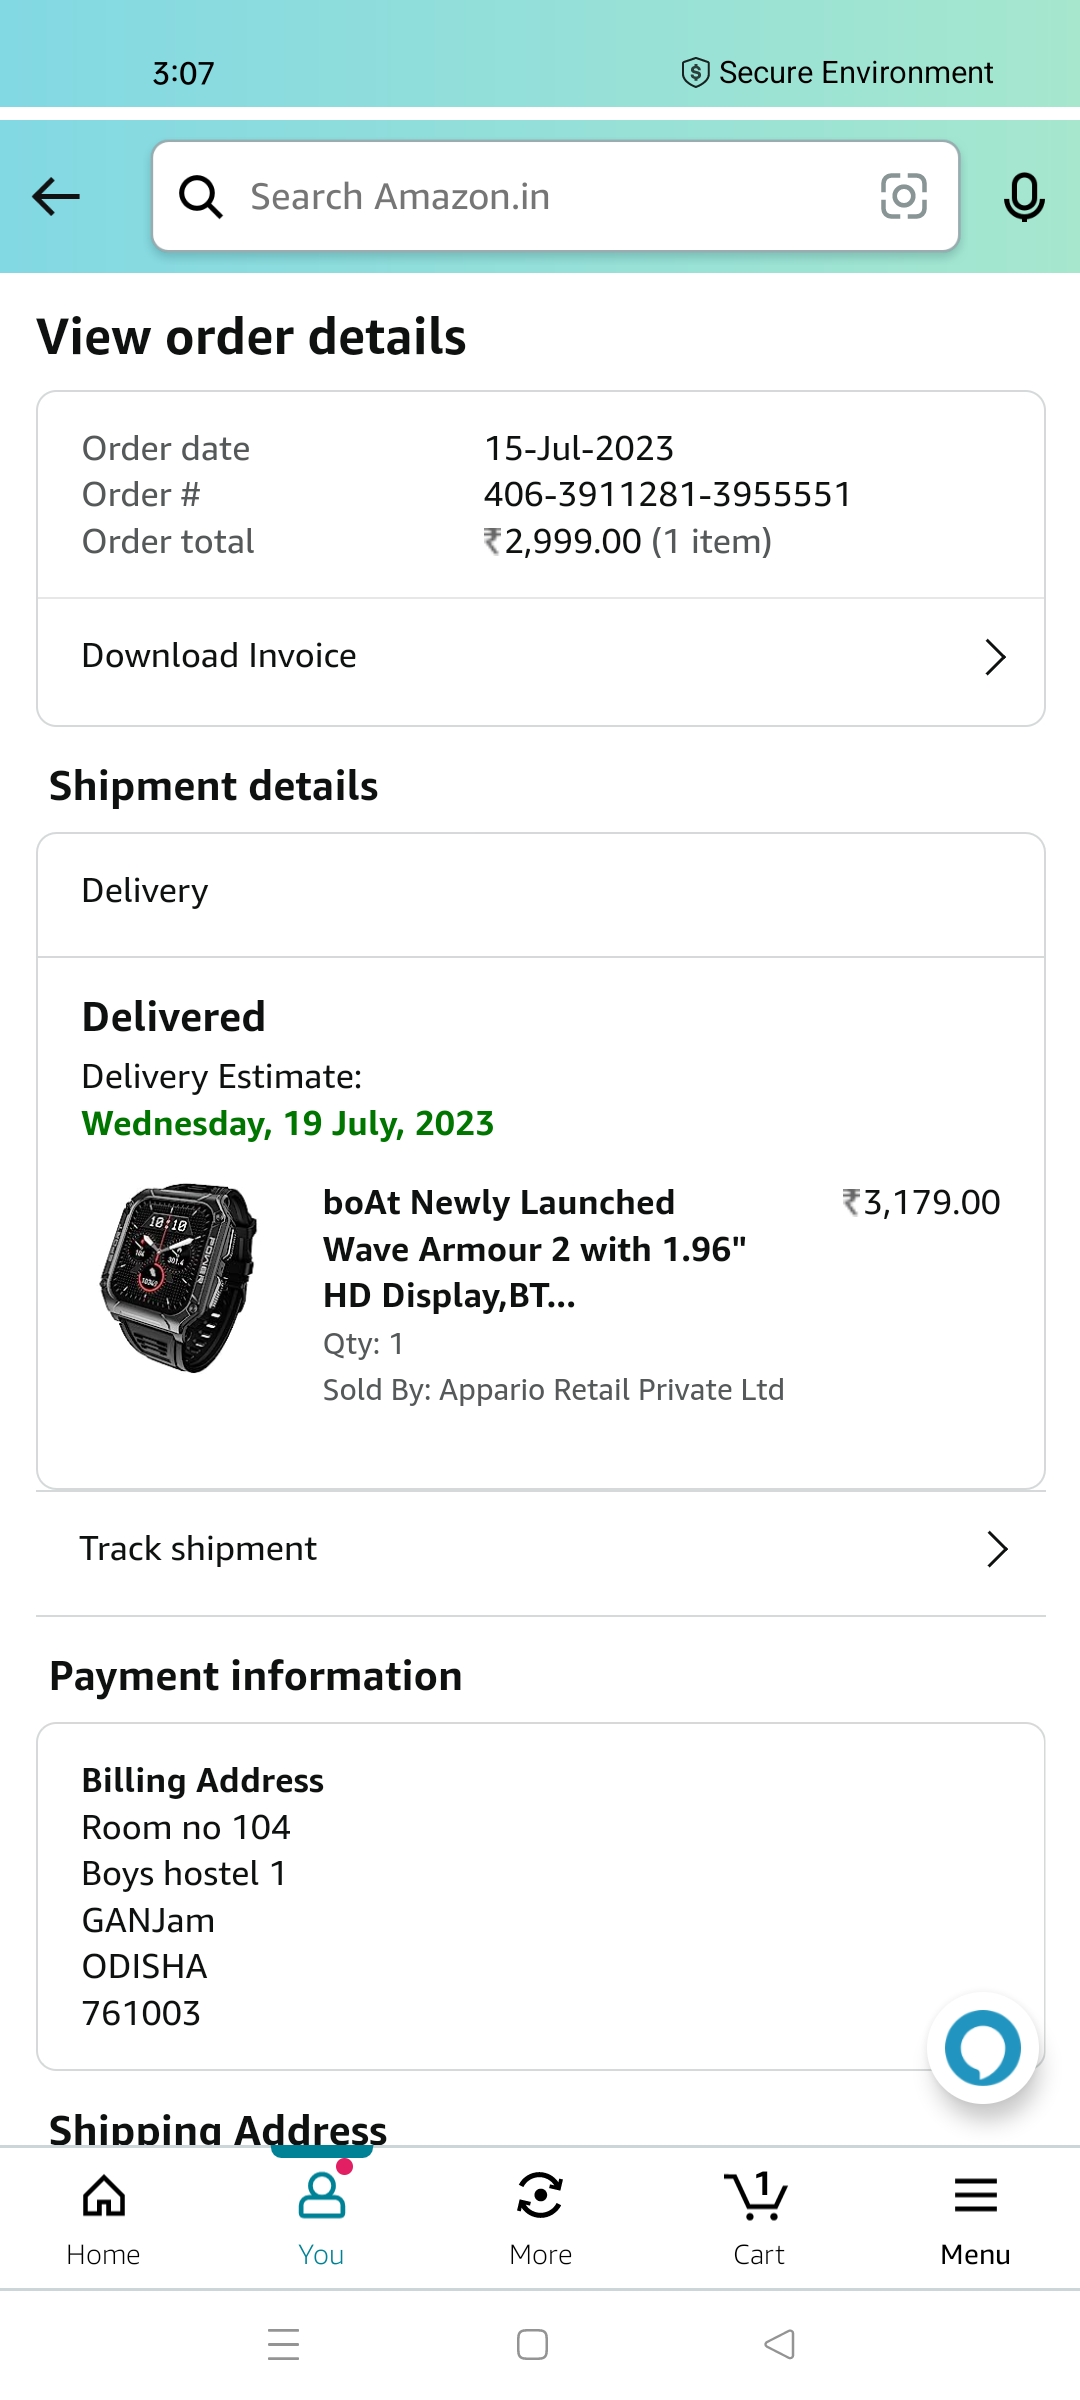 3:07 Secure Environment
Search Amazon.in
View order details
Order date 15-Jul-2023
Order # 406-3911281-3955551
Order total ₹2,999.00 (1 item)
Download Invoice
Shipment details
Delivery
Delivered
Delivery Estimate:
Wednesday, 19 July, 2023
boAt Newly Launched ₹3,179.00
Wave Armour 2 with 1.96"
HD Display,BT...
Qty: 1
Sold By: Appario Retail Private Ltd
Track shipment
Payment information
Billing Address
Room no 104
Boys hostel 1
GANJam
ODISHA
761003
Shipping Address
1
Home You More Cart Menu